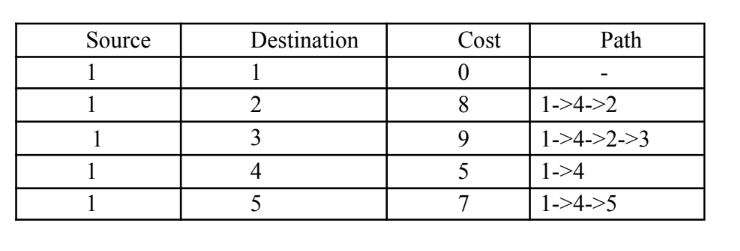 Source Destination Cost Path
1 1 0 -
1 2 8 1->4->2
1 3 9 1->4->2->3
1 4 5 1->4
1 5 7 1->4->5